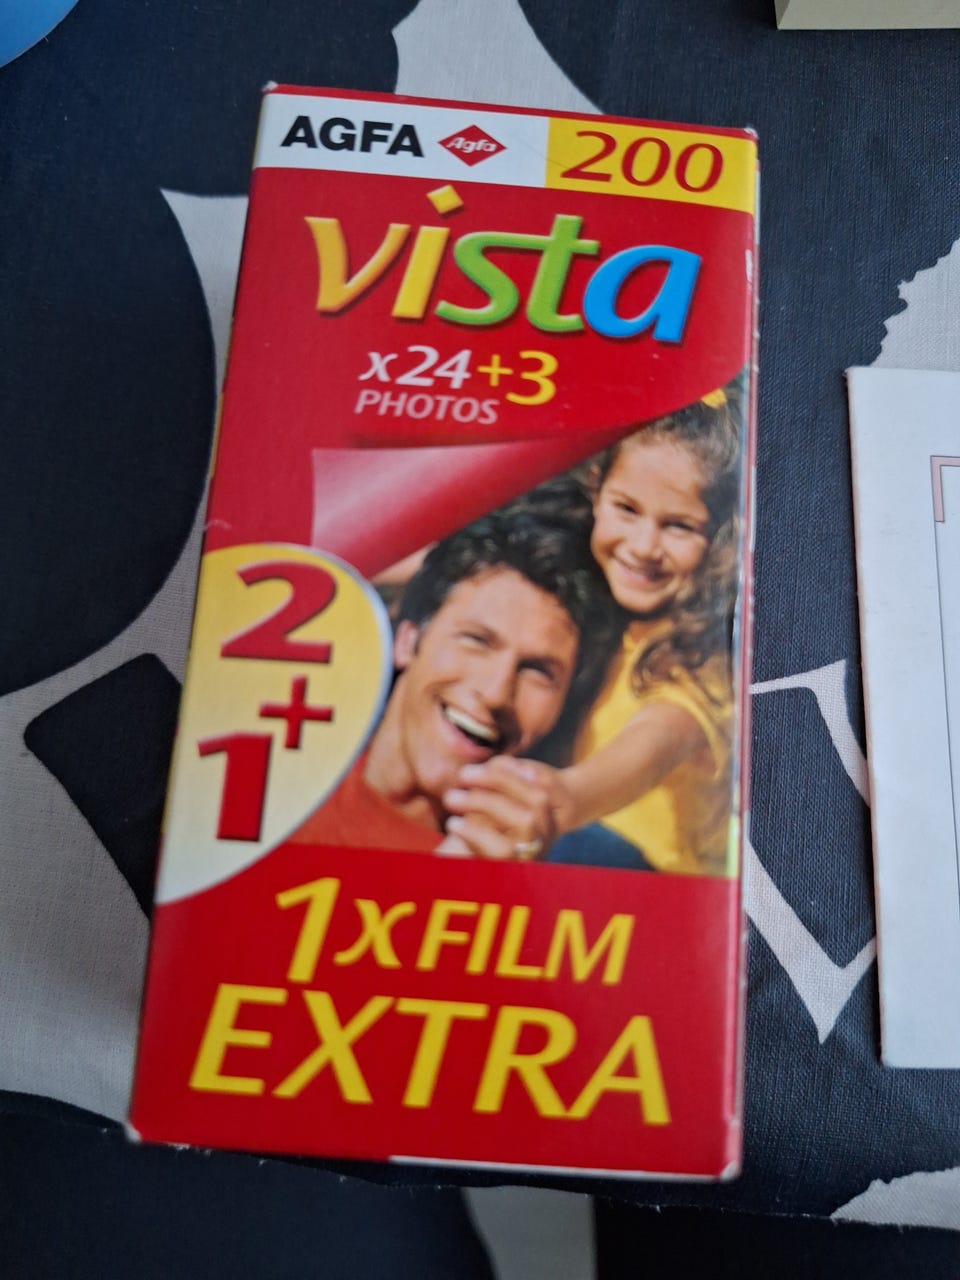 AGFA Agfa 200
vista
x24+3
PHOTOS
2
+
1
1x FILM
EXTRA